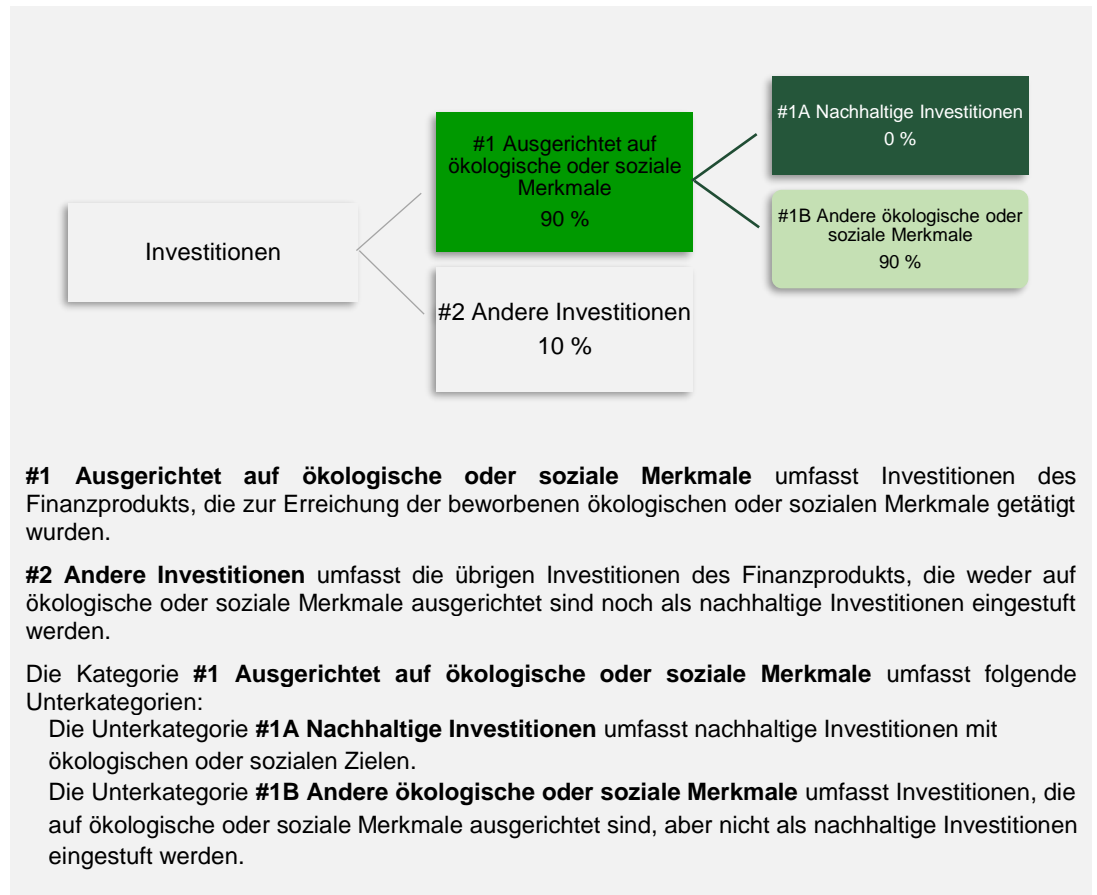 #1A Nachhaltige Investitionen
0 %
#1 Ausgerichtet auf
ökologische oder soziale
Merkmale
90 %
#1B Andere ökologische oder
soziale Merkmale
90 %
Investitionen
#2 Andere Investitionen
10 %
#1 Ausgerichtet auf ökologische oder soziale Merkmale umfasst Investitionen des
Finanzprodukts, die zur Erreichung der beworbenen ökologischen oder sozialen Merkmale getätigt
wurden.
#2 Andere Investitionen umfasst die übrigen Investitionen des Finanzprodukts, die weder auf
ökologische oder soziale Merkmale ausgerichtet sind noch als nachhaltige Investitionen eingestuft
werden.
Die Kategorie #1 Ausgerichtet auf ökologische oder soziale Merkmale umfasst folgende
Unterkategorien:
Die Unterkategorie #1A Nachhaltige Investitionen umfasst nachhaltige Investitionen mit
ökologischen oder sozialen Zielen.
Die Unterkategorie #1B Andere ökologische oder soziale Merkmale umfasst Investitionen, die
auf ökologische oder soziale Merkmale ausgerichtet sind, aber nicht als nachhaltige Investitionen
eingestuft werden.